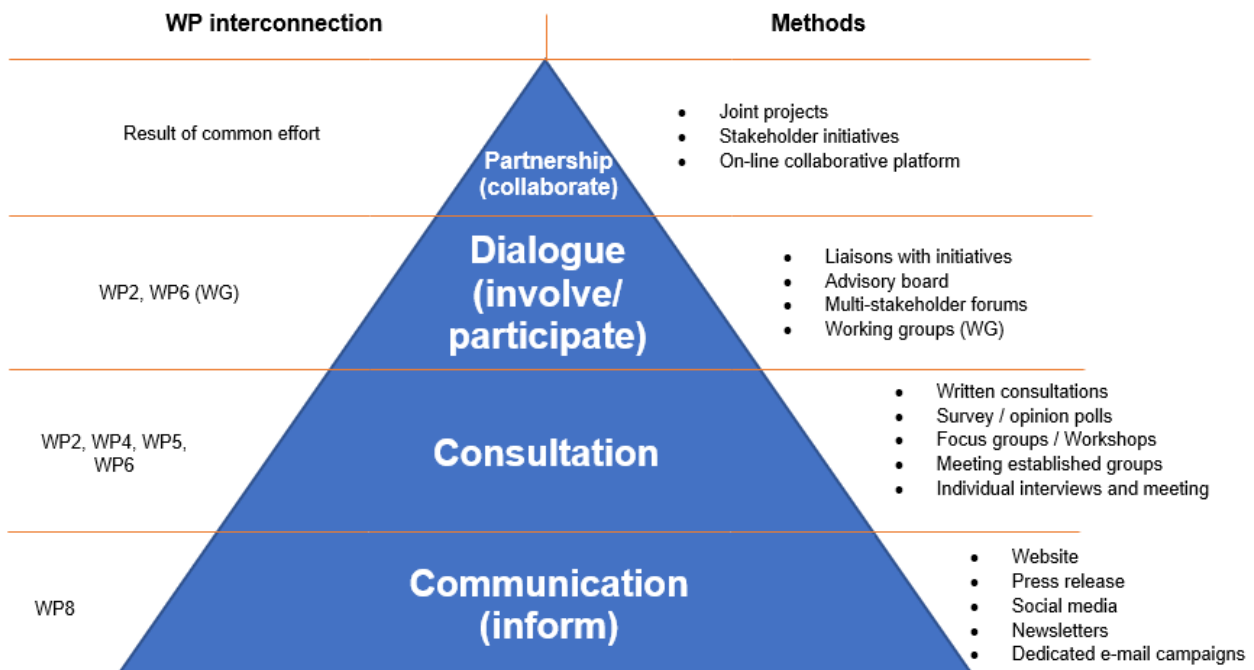 WP interconnection
Methods
Result of common effort
Partnership
(collaborate)
• Joint projects
• Stakeholder initiatives
• On-line collaborative platform
WP2, WP6 (WG)
Dialogue
(involve/
participate)
• Liaisons with initiatives
• Advisory board
• Multi-stakeholder forums
• Working groups (WG)
WP2, WP4, WP5,
WP6
Consultation
• Written consultations
• Survey / opinion polls
• Focus groups / Workshops
• Meeting established groups
• Individual interviews and meeting
WP8
Communication
(inform)
• Website
• Press release
• Social media
• Newsletters
• Dedicated e-mail campaigns